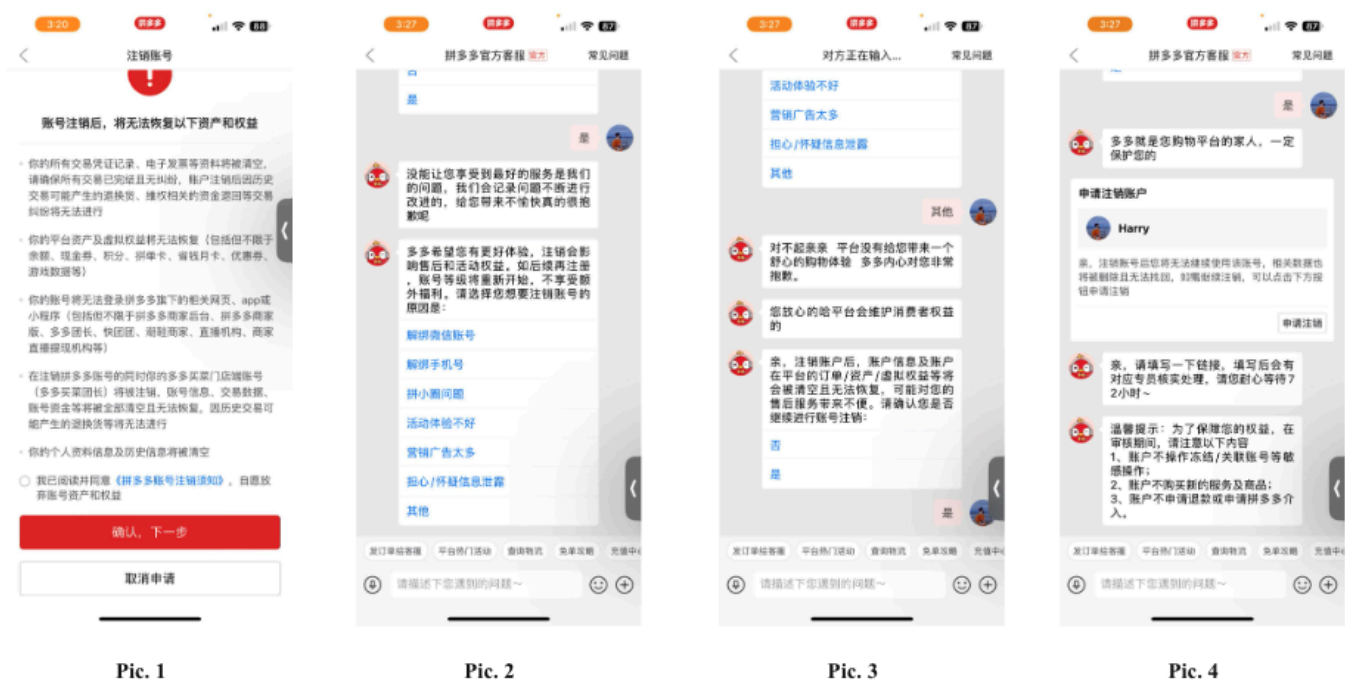 3:20
拼多多
88
注销账号
账号注销后，将无法恢复以下资产和权益
你的所有交易凭证记录、电子发票等资料将被清空，
请确保所有交易已完结且无纠纷，账户注销后因历史
交易可能产生的退换货、维权相关的资金退回等交易
纠纷将无法进行
你的平台资产及虚拟权益将无法恢复（包括但不限于
余额、现金券、积分、拼单卡、省钱月卡、优惠券、
游戏数据等）
你的账号将无法登录拼多多旗下的相关网页、app或
小程序（包括但不限于拼多多商家后台、拼多多商家
版、多多团长、快团团、潮鞋商家、直播机构、商家
直播提现机构等）
在注销拼多多账号的同时你的多多买菜门店端账号
（多多买菜团长）将被注销，账号信息、交易数据、
账号资金等将被全部清空且无法恢复，因历史交易可
能产生的退换货等将无法进行
你的个人资料信息及历史信息将被清空
我已阅读并同意《拼多多账号注销须知》，自愿放
弃账号资产和权益
确认，下一步
取消申请
Pic. 1
3:27
拼多多
87
拼多多官方客服 官方
常见问题
否
是
是
没能让您享受到最好的服务是我们
的问题，我们会记录问题不断进行
改进的，给您带来不愉快真的很抱
歉呢
多多希望您有更好体验，注销会影
响售后和活动权益，如后续再注册
，账号等级将重新开始，不享受额
外福利。请选择您想要注销账号的
原因是：
解绑微信账号
解绑手机号
拼小圈问题
活动体验不好
营销广告太多
担心/怀疑信息泄露
其他
发订单给客服
平台热门活动
查询物流
免单攻略
充值中心
请描述下您遇到的问题～
Pic. 2
3:27
拼多多
87
对方正在输入...
常见问题
活动体验不好
营销广告太多
担心/怀疑信息泄露
其他
其他
对不起亲亲 平台没有给您带来一个
舒心的购物体验 多多内心对您非常
抱歉。
您放心的哈平台会维护消费者权益
的
亲，注销账户后，账户信息及账户
在平台的订单/资产/虚拟权益等将
会被清空且无法恢复，可能对您的
售后服务带来不便。请确认您是否
继续进行账号注销：
否
是
是
发订单给客服
平台热门活动
查询物流
免单攻略
充值中心
请描述下您遇到的问题～
Pic. 3
3:27
拼多多
87
拼多多官方客服 官方
常见问题
是
多多就是您购物平台的家人，一定
保护您的
申请注销账户
Harry
亲，注销账号后您将无法继续使用该账号，相关数据也
将被删除且无法找回，如需继续注销，可以点击下方按
钮申请注销
申请注销
亲，请填写一下链接，填写后会有
对应专员核实处理，请您耐心等待7
2小时～
温馨提示：为了保障您的权益，在
审核期间，请注意以下内容
1、账户不操作冻结/关联账号等敏
感操作；
2、账户不购买新的服务及商品；
3、账户不申请退款或申请拼多多介
入。
发订单给客服
平台热门活动
查询物流
免单攻略
充值中心
请描述下您遇到的问题～
Pic. 4